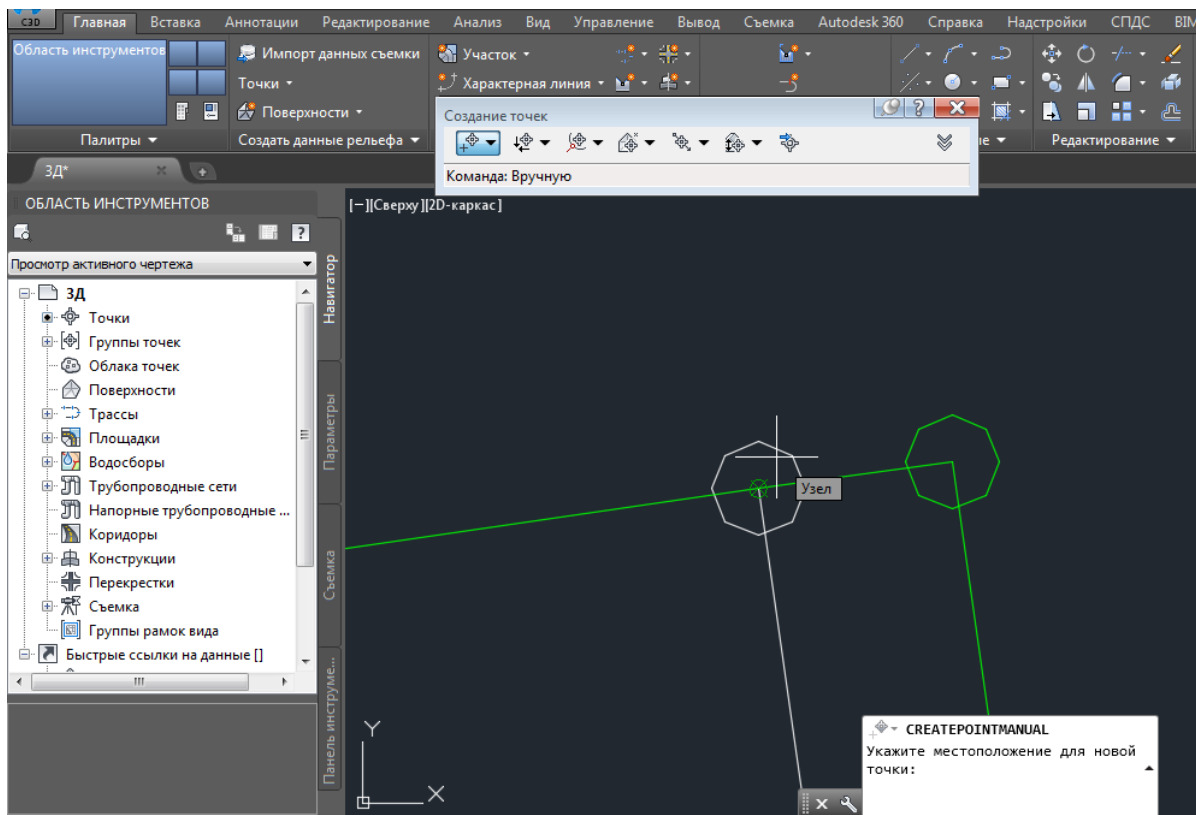 C3D Главная Вставка Аннотации Редактирование Анализ Вид Управление Вывод Съемка Autodesk 360 Справка Надстройки СПДС BIM
Область инструментов
Импорт данных съемки
Участок
Точки
Характерная линия
Поверхности
Палитры
Создать данные рельефа
Редактирование
Создание точек
Команда: Вручную
3Д*
ОБЛАСТЬ ИНСТРУМЕНТОВ
Просмотр активного чертежа
3Д
Точки
Группы точек
Облака точек
Поверхности
Трассы
Площадки
Водосборы
Трубопроводные сети
Напорные трубопроводные ...
Коридоры
Конструкции
Перекрестки
Съемка
Группы рамок вида
Быстрые ссылки на данные []
Навигатор
Параметры
Съемка
Панель инструме...
[−][Сверху][2D-каркас]
Узел
Y
X
CREATEPOINTMANUAL
Укажите местоположение для новой
точки: